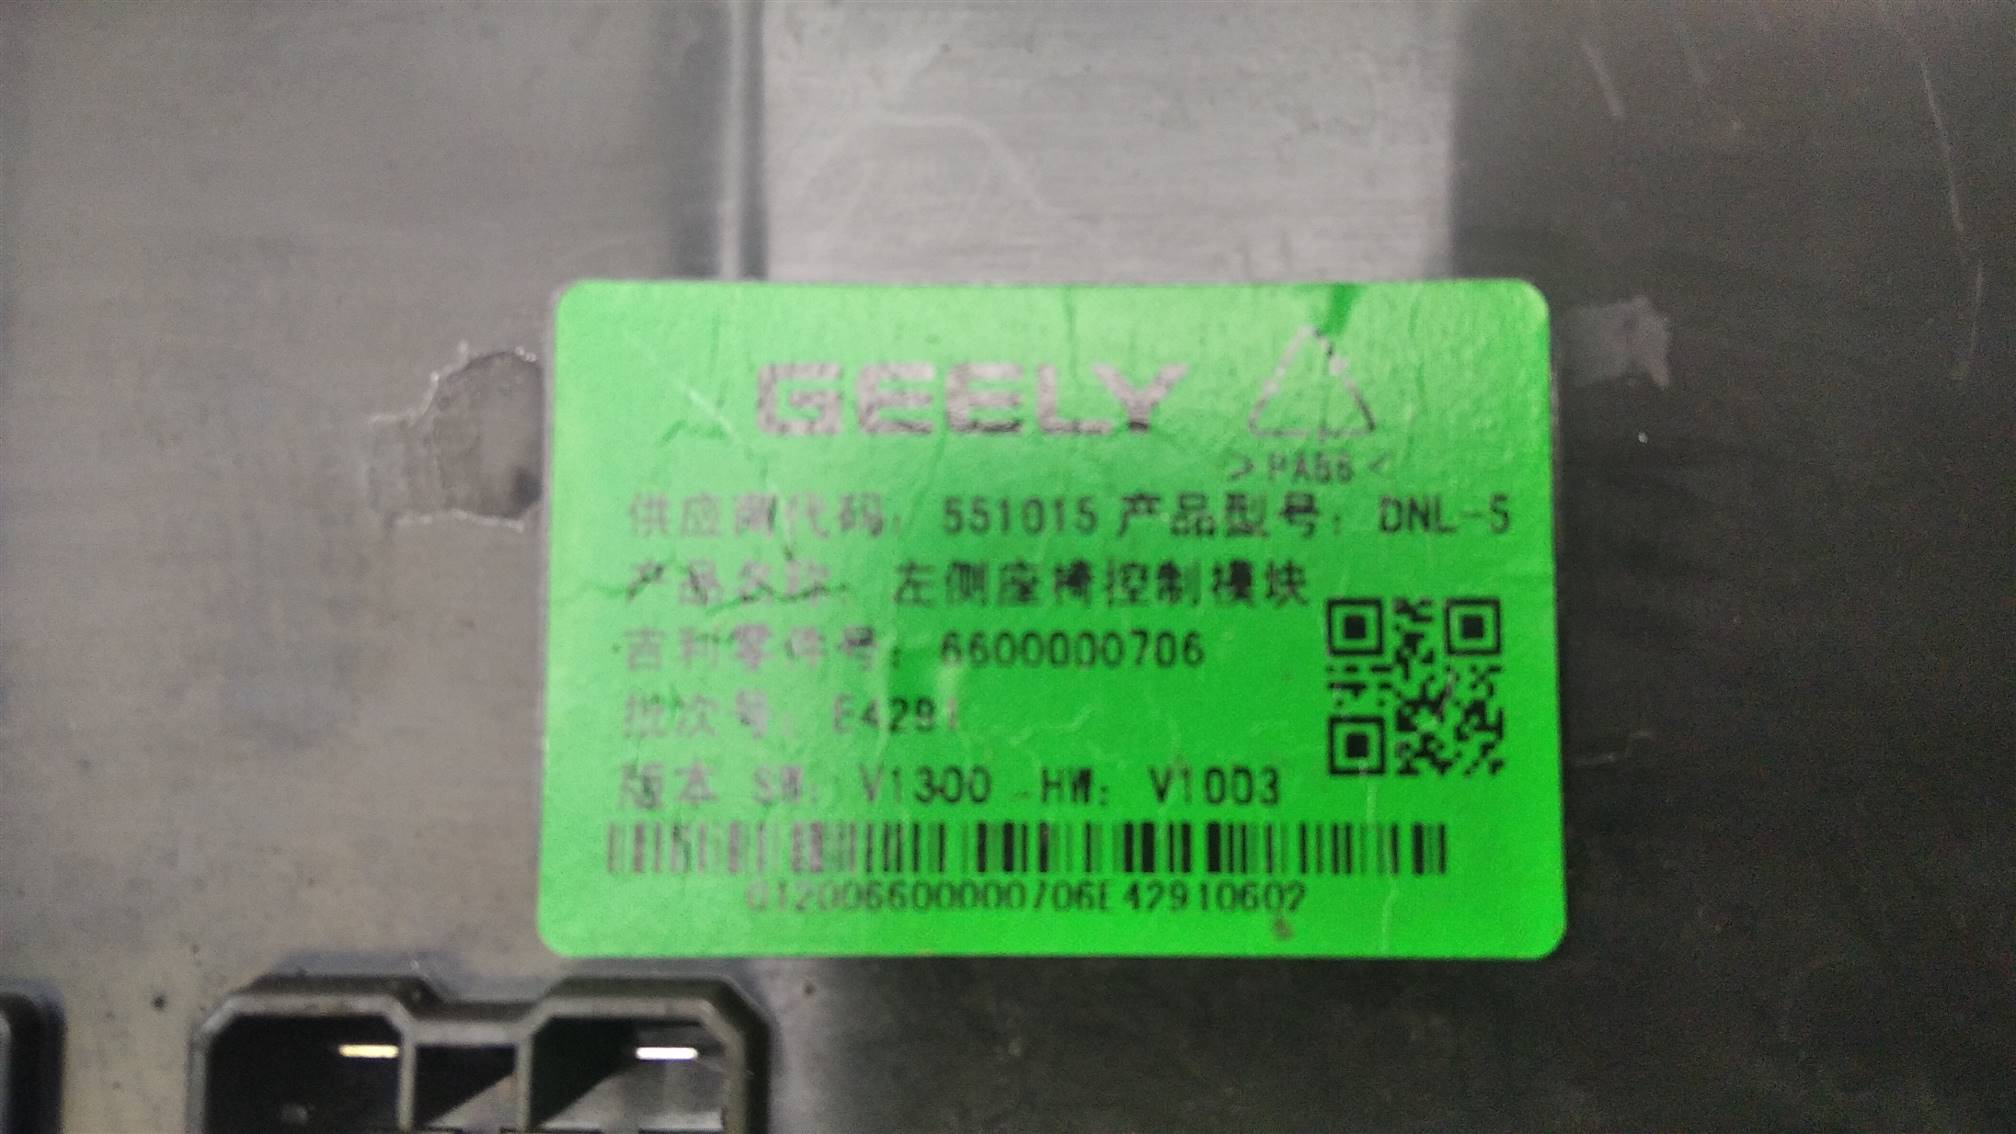 GEELY
>PA66<
供应商代码: 551015 产品型号: DNL-5
产品名称: 左侧座椅控制模块
吉利零件号: 6600000706
批次号: E4291
版本 SW: V1300 HW: V1003
012006600000706E42910602